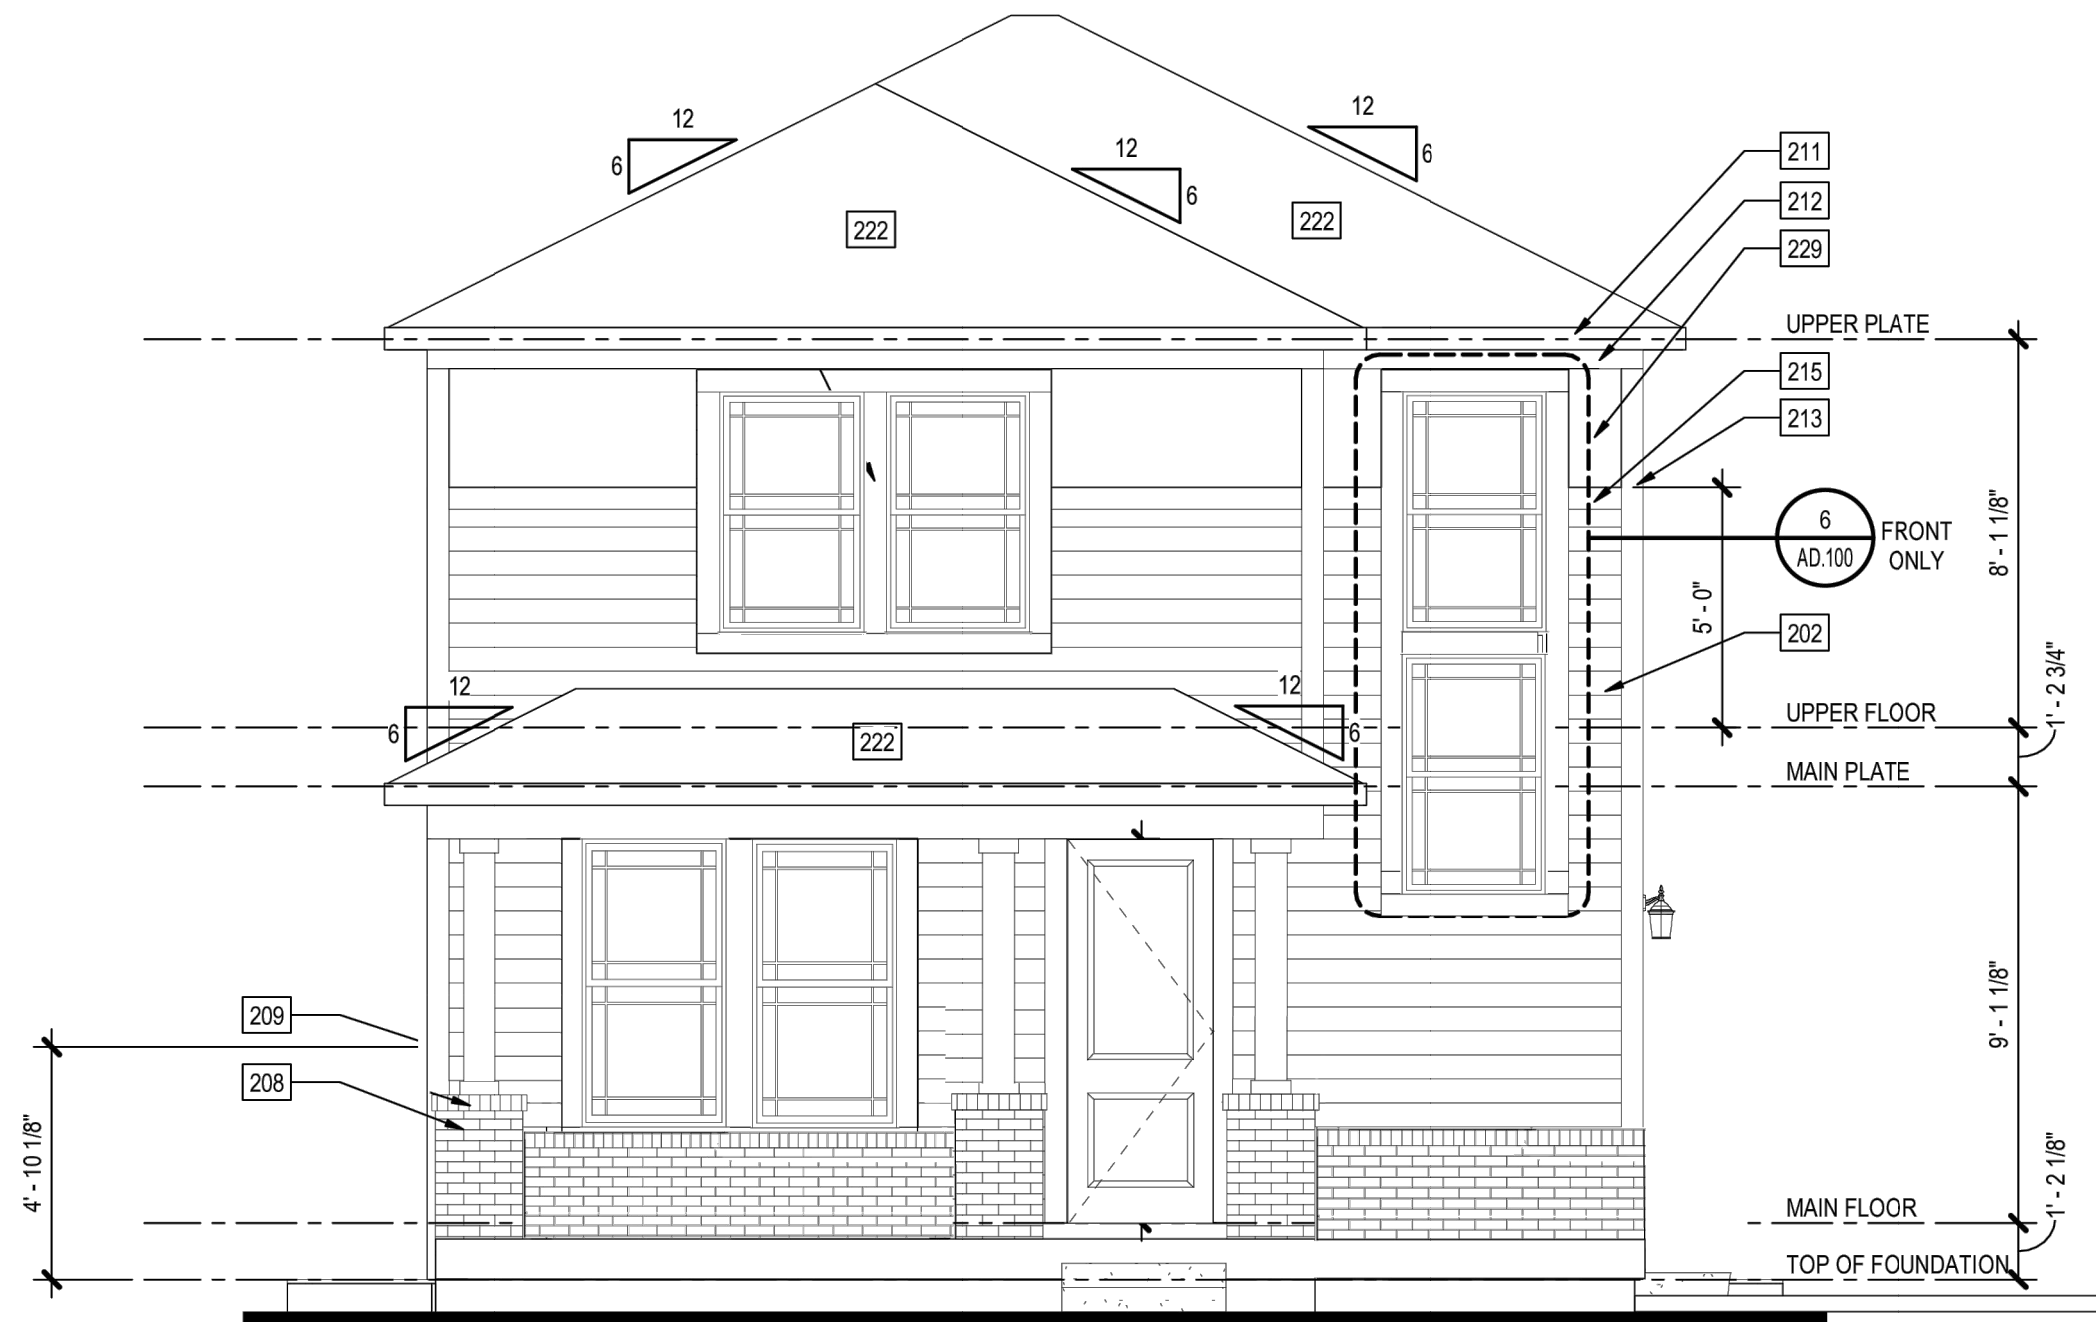 12
6
12
6
12
6
222
222
211
212
229
UPPER PLATE
215
213
6
AD.100
FRONT
ONLY
8' - 1 1/8"
5' - 0"
202
1' - 2 3/4"
12
6
12
6
222
UPPER FLOOR
MAIN PLATE
209
208
4' - 10 1/8"
9' - 1 1/8"
MAIN FLOOR
1' - 2 1/8"
TOP OF FOUNDATION